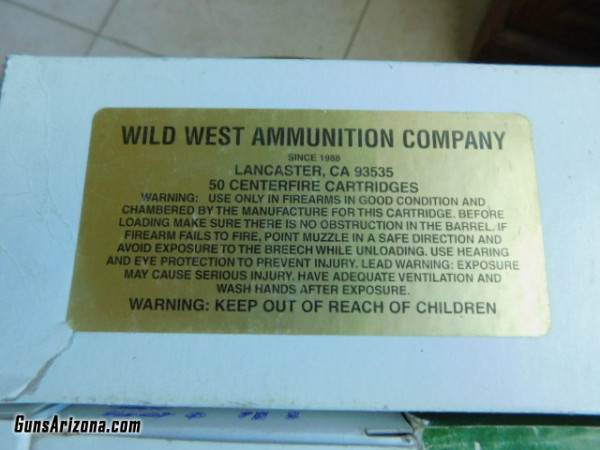 WILD WEST AMMUNITION COMPANY
SINCE 1988
LANCASTER, CA 93535
50 CENTERFIRE CARTRIDGES
WARNING: USE ONLY IN FIREARMS IN GOOD CONDITION AND
CHAMBERED BY THE MANUFACTURE FOR THIS CARTRIDGE. BEFORE
LOADING MAKE SURE THERE IS NO OBSTRUCTION IN THE BARREL. IF
FIREARM FAILS TO FIRE, POINT MUZZLE IN A SAFE DIRECTION AND
AVOID EXPOSURE TO THE BREECH WHILE UNLOADING. USE HEARING
AND EYE PROTECTION TO PREVENT INJURY. LEAD WARNING: EXPOSURE
MAY CAUSE SERIOUS INJURY. HAVE ADEQUATE VENTILATION AND
WASH HANDS AFTER EXPOSURE.
WARNING: KEEP OUT OF REACH OF CHILDREN
GunsArizona.com